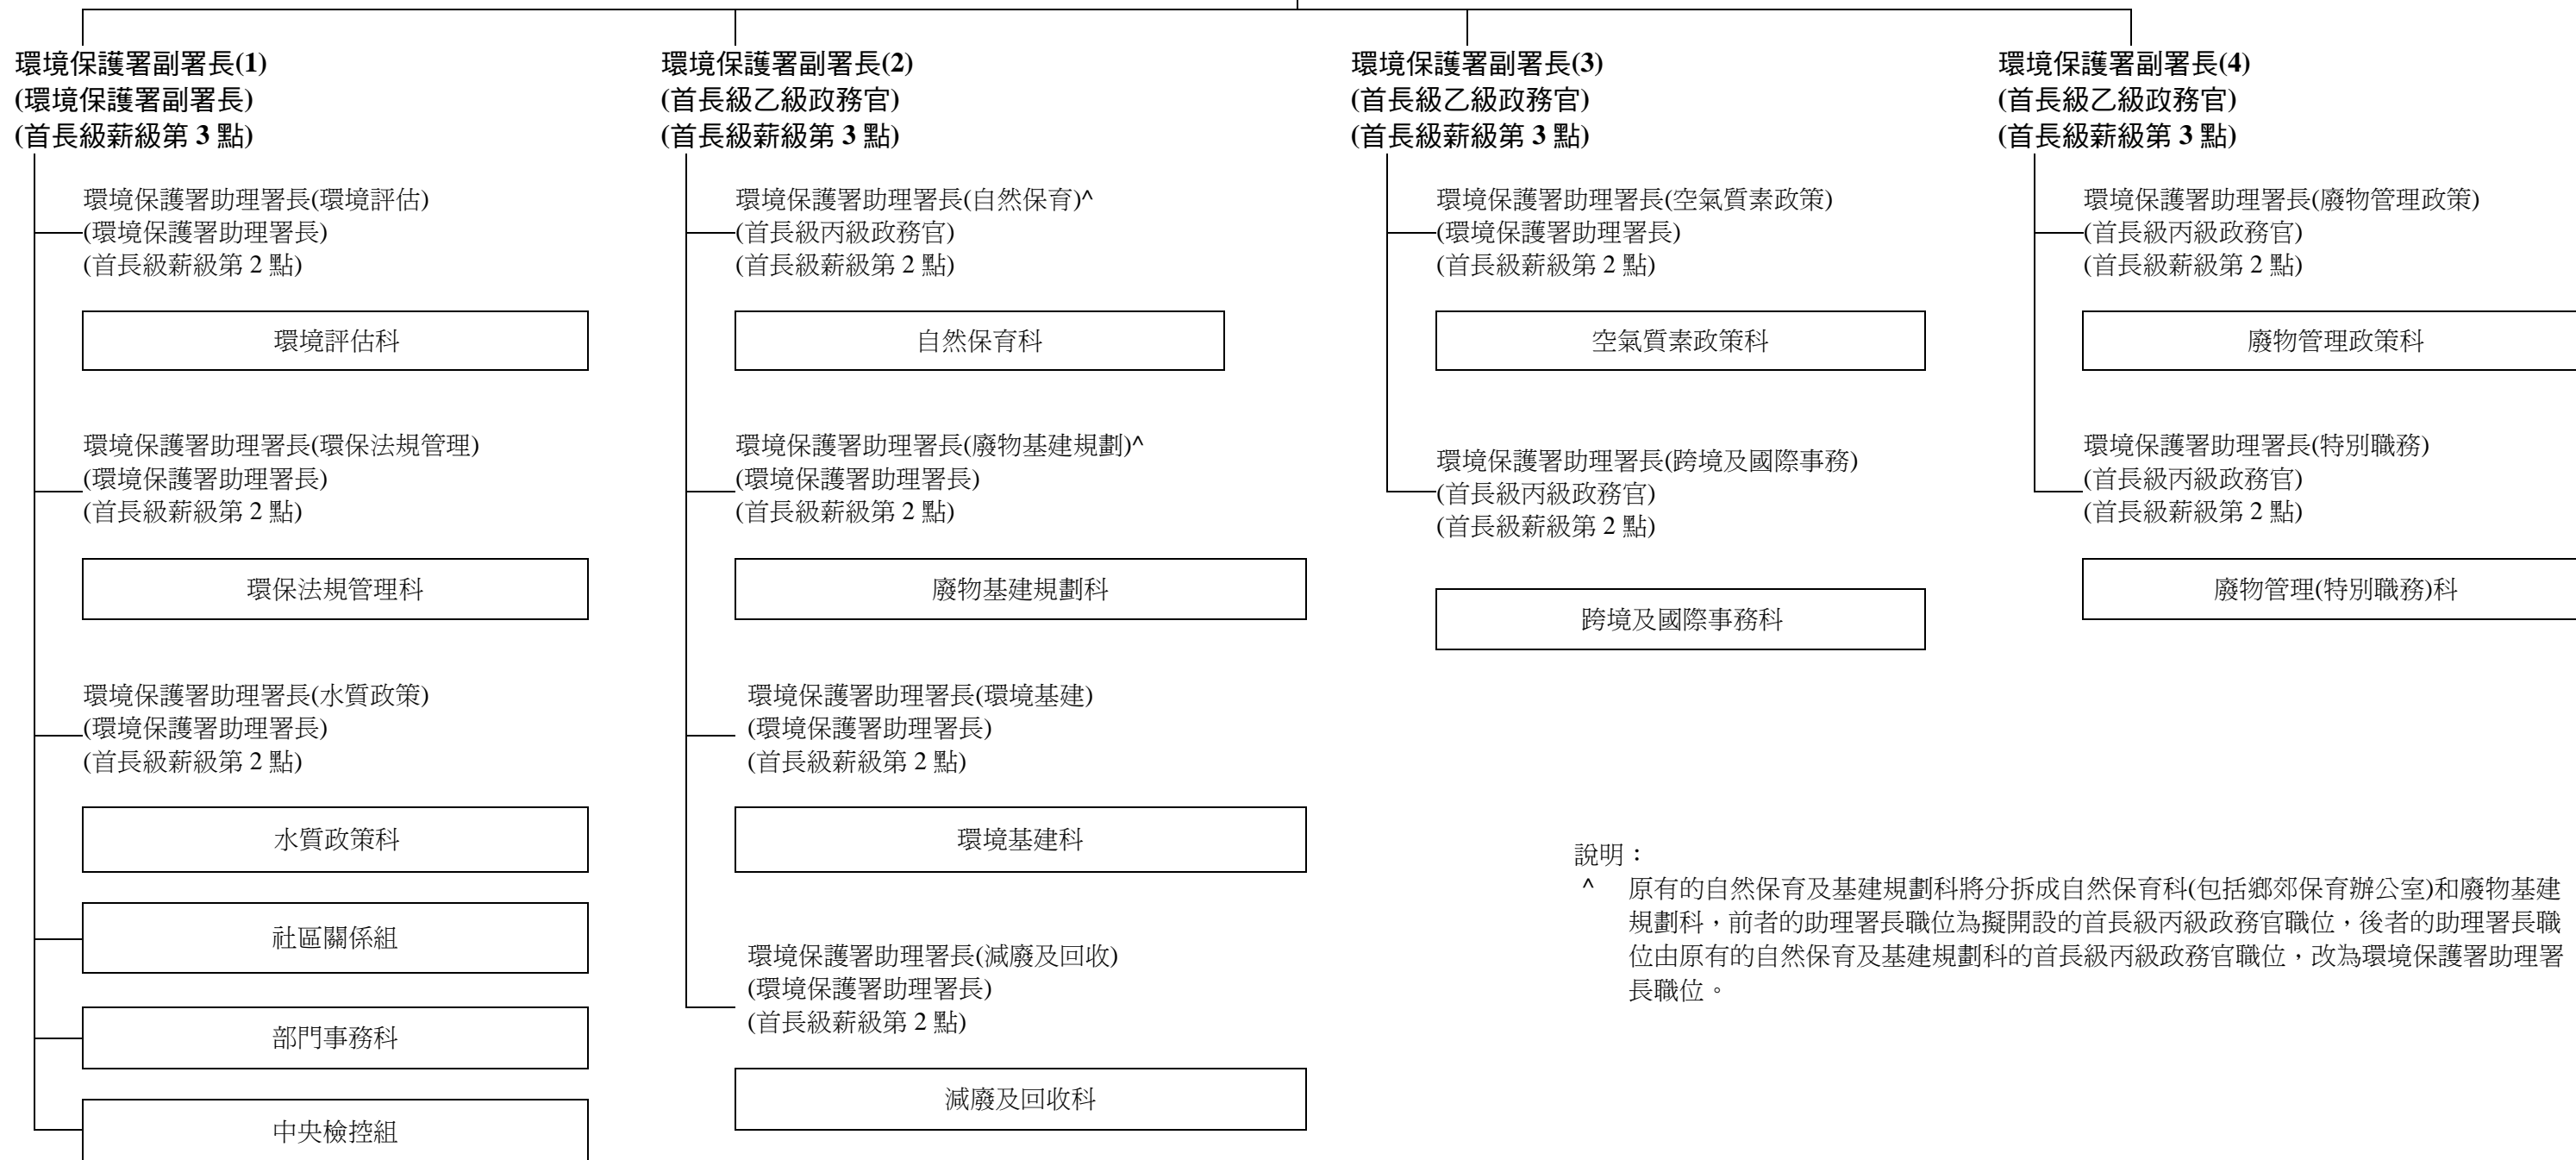 環境保護署副署長(1)
(環境保護署副署長)
(首長級薪級第 3 點)
環境保護署助理署長(環境評估)
(環境保護署助理署長)
(首長級薪級第 2 點)
環境評估科
環境保護署助理署長(環保法規管理)
(環境保護署助理署長)
(首長級薪級第 2 點)
環保法規管理科
環境保護署助理署長(水質政策)
(環境保護署助理署長)
(首長級薪級第 2 點)
水質政策科
社區關係組
部門事務科
中央檢控組
環境保護署副署長(2)
(首長級乙級政務官)
(首長級薪級第 3 點)
環境保護署助理署長(自然保育)^
(首長級丙級政務官)
(首長級薪級第 2 點)
自然保育科
環境保護署助理署長(廢物基建規劃)^
(環境保護署助理署長)
(首長級薪級第 2 點)
廢物基建規劃科
環境保護署助理署長(環境基建)
(環境保護署助理署長)
(首長級薪級第 2 點)
環境基建科
環境保護署助理署長(減廢及回收)
(環境保護署助理署長)
(首長級薪級第 2 點)
減廢及回收科
環境保護署副署長(3)
(首長級乙級政務官)
(首長級薪級第 3 點)
環境保護署助理署長(空氣質素政策)
(環境保護署助理署長)
(首長級薪級第 2 點)
空氣質素政策科
環境保護署助理署長(跨境及國際事務)
(首長級丙級政務官)
(首長級薪級第 2 點)
跨境及國際事務科
環境保護署副署長(4)
(首長級乙級政務官)
(首長級薪級第 3 點)
環境保護署助理署長(廢物管理政策)
(首長級丙級政務官)
(首長級薪級第 2 點)
廢物管理政策科
環境保護署助理署長(特別職務)
(首長級丙級政務官)
(首長級薪級第 2 點)
廢物管理(特別職務)科
說明：
^ 原有的自然保育及基建規劃科將分拆成自然保育科(包括鄉郊保育辦公室)和廢物基建
規劃科，前者的助理署長職位為擬開設的首長級丙級政務官職位，後者的助理署長職
位由原有的自然保育及基建規劃科的首長級丙級政務官職位，改為環境保護署助理署
長職位。